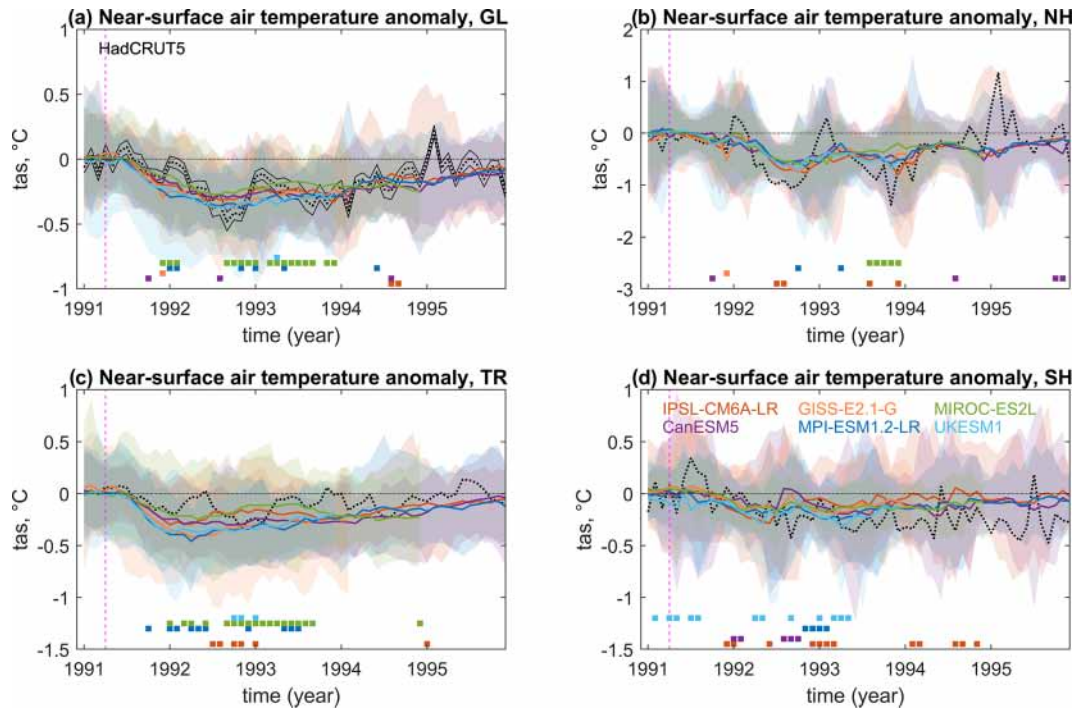 (a) Near-surface air temperature anomaly, GL
HadCRUT5
1
0.5
0
-0.5
-1
tas, °C
1991 1992 1993 1994 1995
time (year)
(b) Near-surface air temperature anomaly, NH
2
1
0
-1
-2
-3
tas, °C
1991 1992 1993 1994 1995
time (year)
(c) Near-surface air temperature anomaly, TR
1
0.5
0
-0.5
-1
-1.5
tas, °C
1991 1992 1993 1994 1995
time (year)
(d) Near-surface air temperature anomaly, SH
IPSL-CM6A-LR GISS-E2.1-G MIROC-ES2L
CanESM5 MPI-ESM1.2-LR UKESM1
1
0.5
0
-0.5
-1
-1.5
tas, °C
1991 1992 1993 1994 1995
time (year)